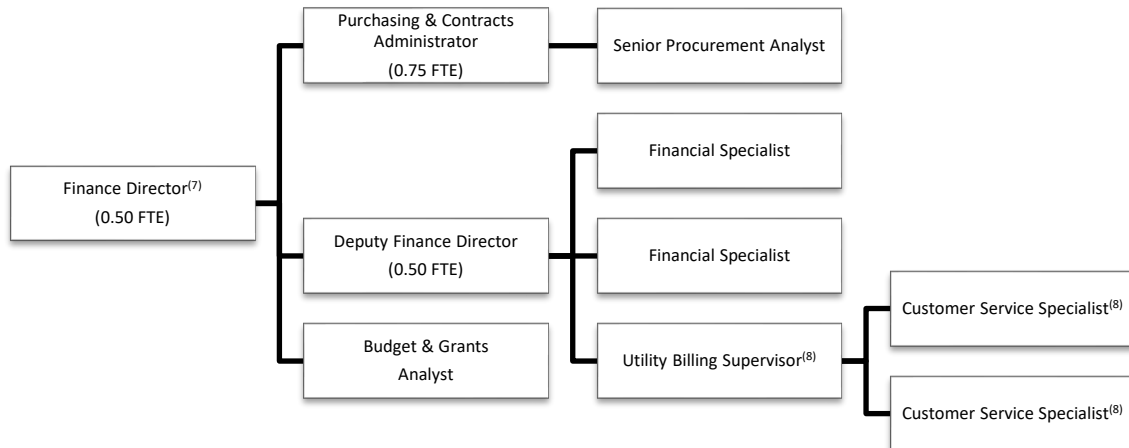 Purchasing & Contracts
Administrator
(0.75 FTE)
Senior Procurement Analyst
Financial Specialist
Finance Director(7)
(0.50 FTE)
Deputy Finance Director
(0.50 FTE)
Financial Specialist
Customer Service Specialist(8)
Budget & Grants
Analyst
Utility Billing Supervisor(8)
Customer Service Specialist(8)